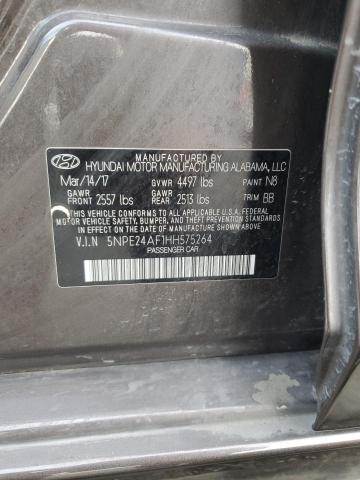 MANUFACTURED BY
HYUNDAI MOTOR MANUFACTURING ALABAMA, LLC
Mar/14/17 GVWR 4497 lbs PAINT N8
GAWR FRONT 2557 lbs GAWR REAR 2513 lbs TRIM BB
THIS VEHICLE CONFORMS TO ALL APPLICABLE U.S.A. FEDERAL
MOTOR VEHICLE SAFETY, BUMPER, AND THEFT PREVENTION
STANDARDS IN EFFECT ON THE DATE OF MANUFACTURE SHOWN ABOVE.
V.I.N 5NPE24AF1HH575264
PASSENGER CAR